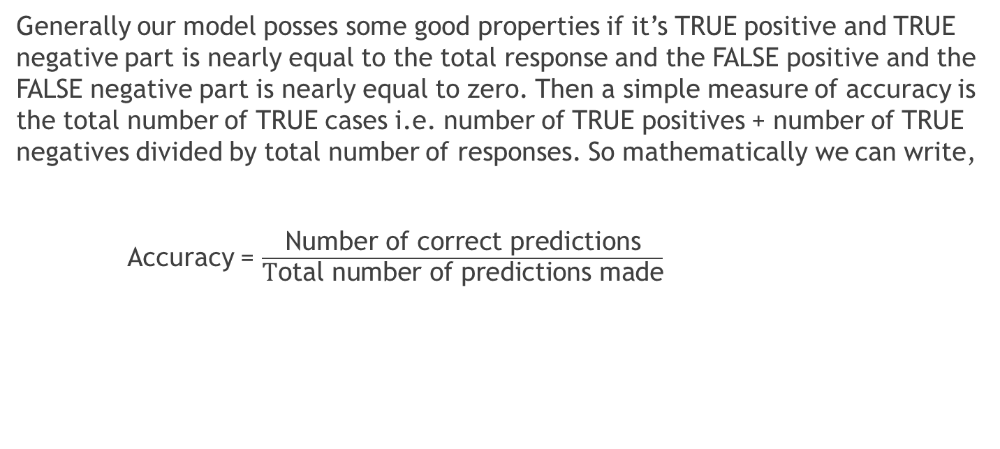 Generally our model posses some good properties if it’s TRUE positive and TRUE
negative part is nearly equal to the total response and the FALSE positive and the
FALSE negative part is nearly equal to zero. Then a simple measure of accuracy is
the total number of TRUE cases i.e. number of TRUE positives + number of TRUE
negatives divided by total number of responses. So mathematically we can write,
Accuracy =
Number of correct predictions
Total number of predictions made